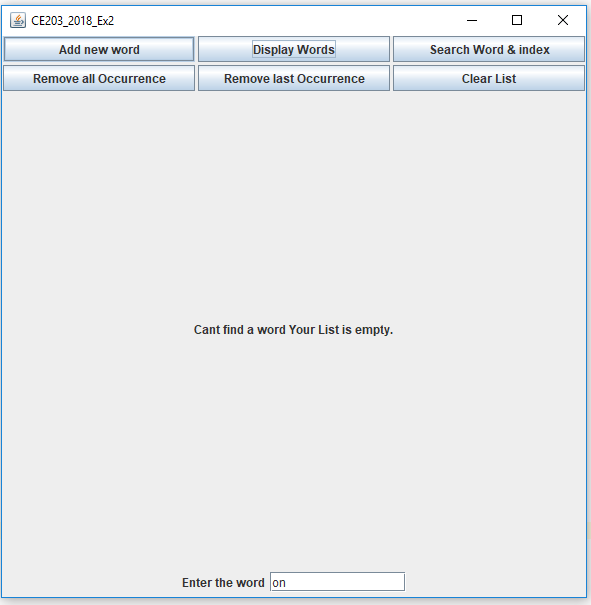 CE203_2018_Ex2
Add new word Display Words Search Word & index
Remove all Occurrence Remove last Occurrence Clear List
Cant find a word Your List is empty.
Enter the word on